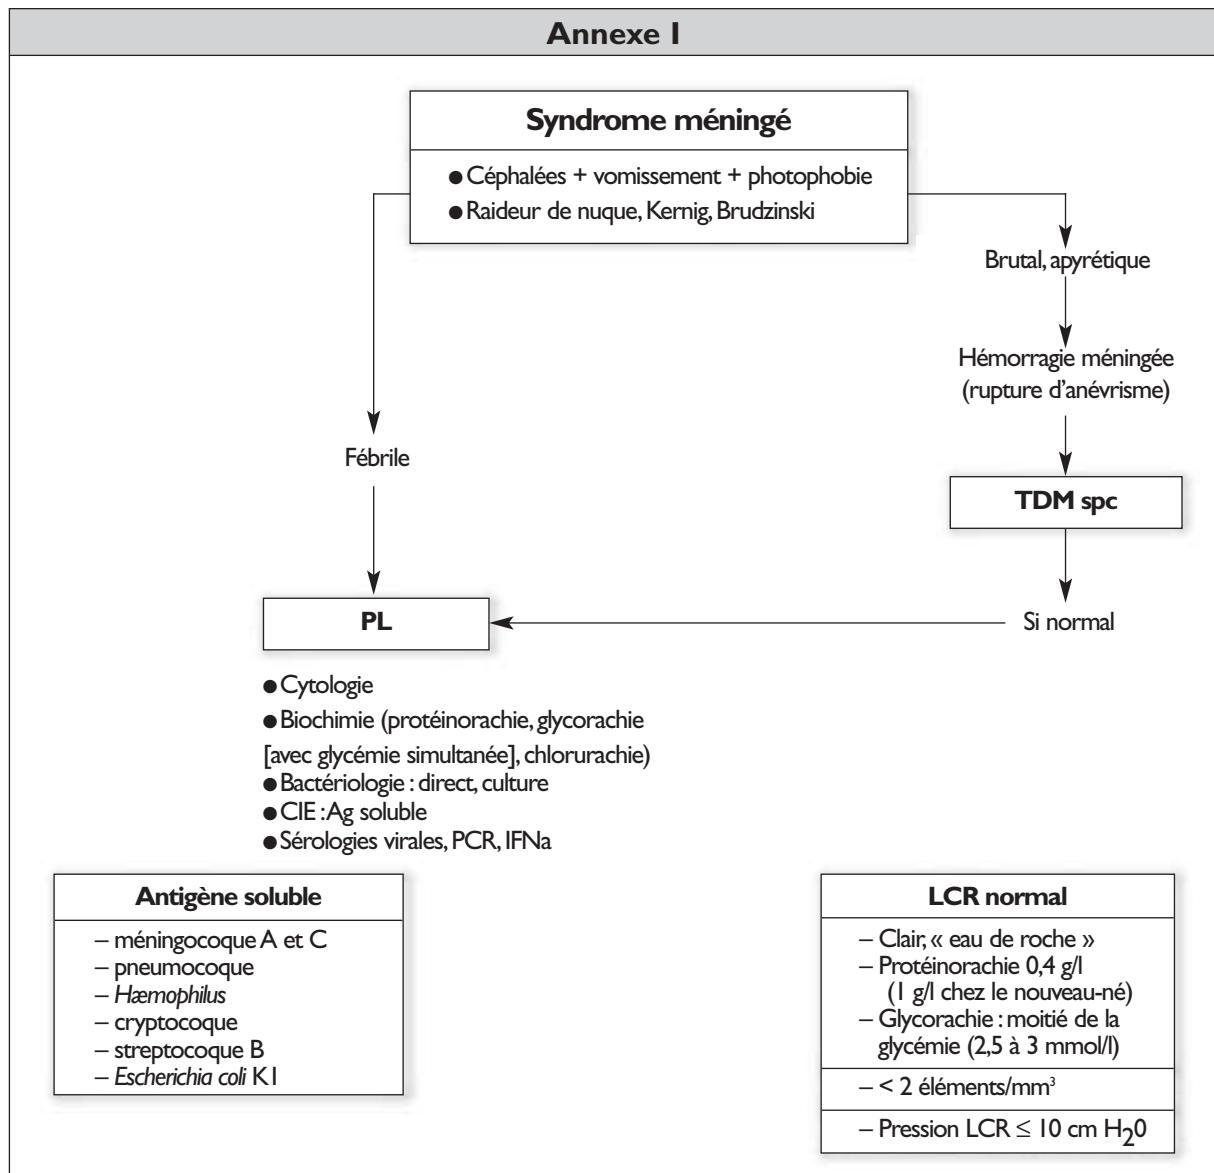 Annexe I
Syndrome méningé
● Céphalées + vomissement + photophobie
● Raideur de nuque, Kernig, Brudzinski
Brutal, apyrétique
Hémorragie méningée
(rupture d’anévrisme)
Fébrile
TDM spc
PL
Si normal
● Cytologie
● Biochimie (protéinorachie, glycorachie
[avec glycémie simultanée], chlorurachie)
● Bactériologie : direct, culture
● CIE : Ag soluble
● Sérologies virales, PCR, IFNa
Antigène soluble
– méningocoque A et C
– pneumocoque
– Hæmophilus
– cryptocoque
– streptocoque B
– Escherichia coli K1
LCR normal
– Clair, « eau de roche »
– Protéinorachie 0,4 g/l
(1 g/l chez le nouveau-né)
– Glycorachie : moitié de la
glycémie (2,5 à 3 mmol/l)
– < 2 éléments/mm³
– Pression LCR ≤ 10 cm H₂0